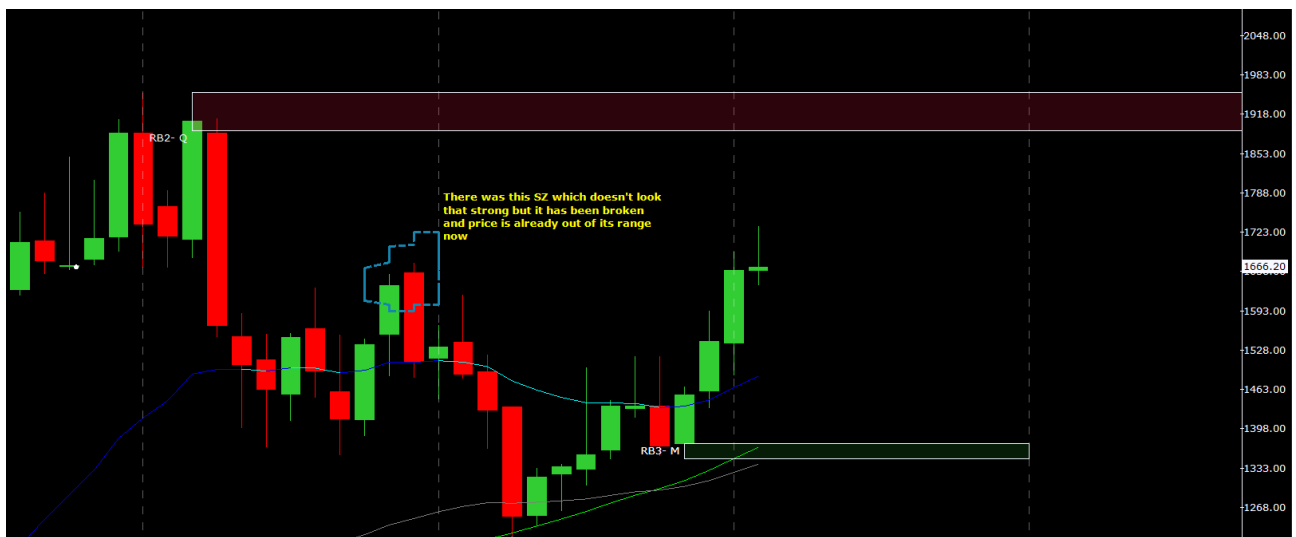 2048.00
1983.00
1918.00
RB2- Q
1853.00
There was this SZ which doesn't look
that strong but it has been broken
and price is already out of its range
now
1788.00
1723.00
1666.20
1593.00
1528.00
1463.00
1398.00
RB3- M
1333.00
1268.00